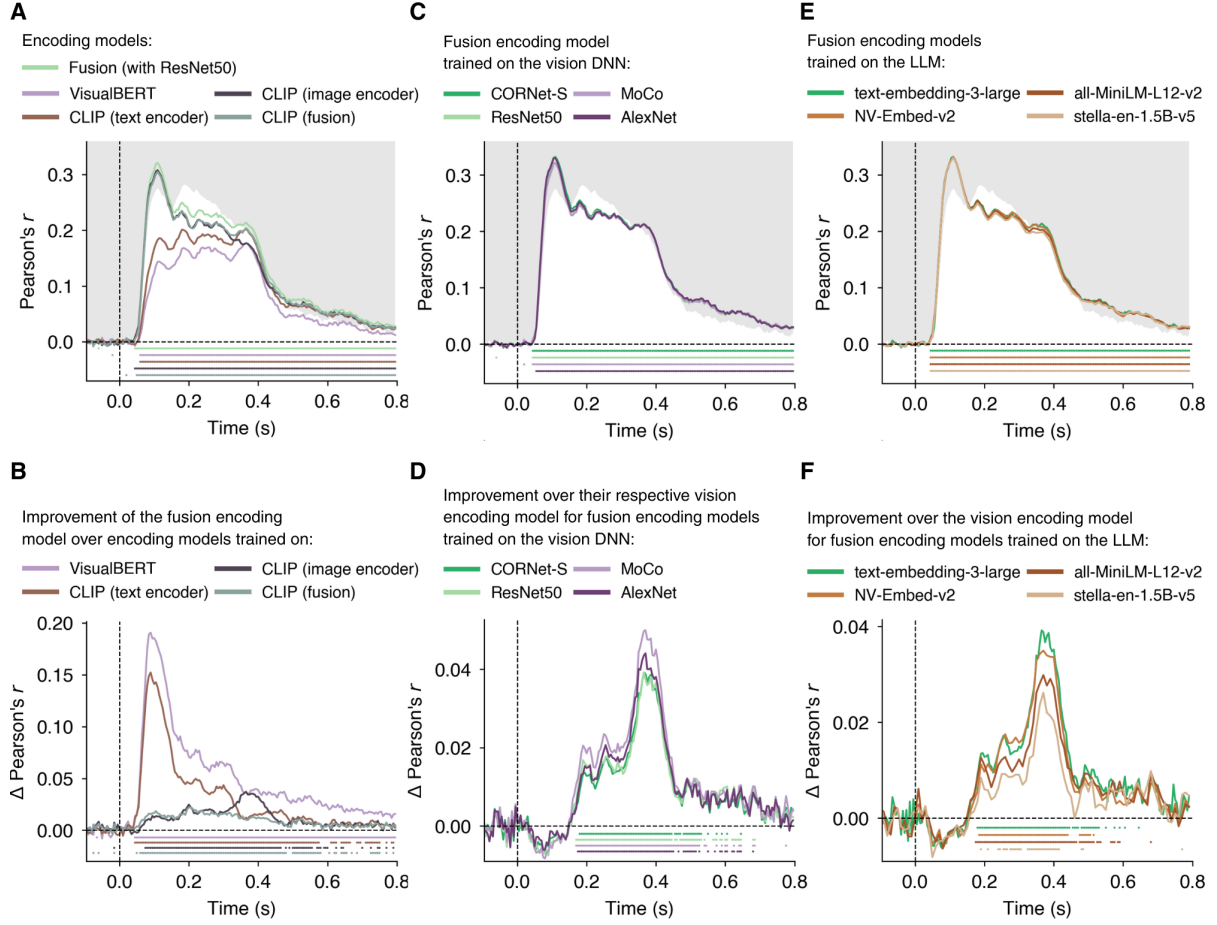 A
Encoding models:
Fusion (with ResNet50)
VisualBERT
CLIP (image encoder)
CLIP (text encoder)
CLIP (fusion)
Pearson's r
0.3
0.2
0.1
0.0
0.0 0.2 0.4 0.6 0.8
Time (s)
B
Improvement of the fusion encoding
model over encoding models trained on:
VisualBERT
CLIP (image encoder)
CLIP (text encoder)
CLIP (fusion)
Δ Pearson's r
0.20
0.15
0.10
0.05
0.00
0.0 0.2 0.4 0.6 0.8
Time (s)
C
Fusion encoding model
trained on the vision DNN:
CORNet-S
MoCo
ResNet50
AlexNet
Pearson's r
0.3
0.2
0.1
0.0
0.0 0.2 0.4 0.6 0.8
Time (s)
D
Improvement over their respective vision
encoding model for fusion encoding models
trained on the vision DNN:
CORNet-S
MoCo
ResNet50
AlexNet
Δ Pearson's r
0.04
0.02
0.00
0.0 0.2 0.4 0.6 0.8
Time (s)
E
Fusion encoding models
trained on the LLM:
text-embedding-3-large
all-MiniLM-L12-v2
NV-Embed-v2
stella-en-1.5B-v5
Pearson's r
0.3
0.2
0.1
0.0
0.0 0.2 0.4 0.6 0.8
Time (s)
F
Improvement over the vision encoding model
for fusion encoding models trained on the LLM:
text-embedding-3-large
all-MiniLM-L12-v2
NV-Embed-v2
stella-en-1.5B-v5
Δ Pearson's r
0.04
0.02
0.00
0.0 0.2 0.4 0.6 0.8
Time (s)